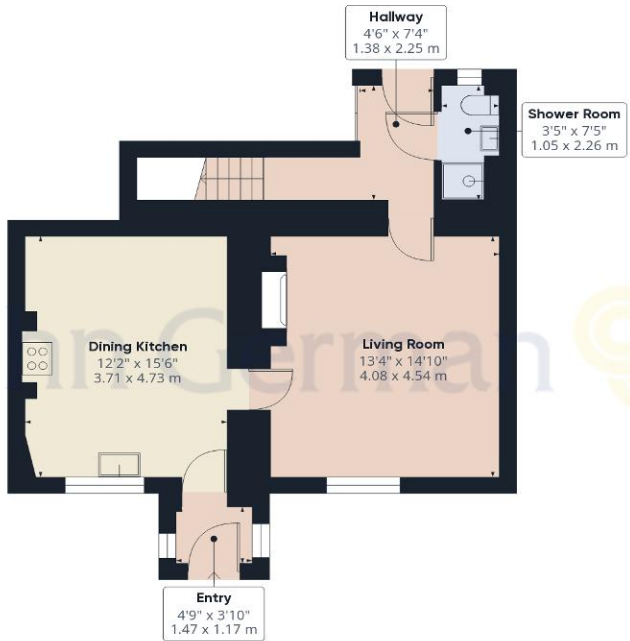 Hallway
4'6" x 7'4"
1.38 x 2.25 m
Shower Room
3'5" x 7'5"
1.05 x 2.26 m
Dining Kitchen
12'2" x 15'6"
3.71 x 4.73 m
Living Room
13'4" x 14'10"
4.08 x 4.54 m
German
Entry
4'9" x 3'10"
1.47 x 1.17 m